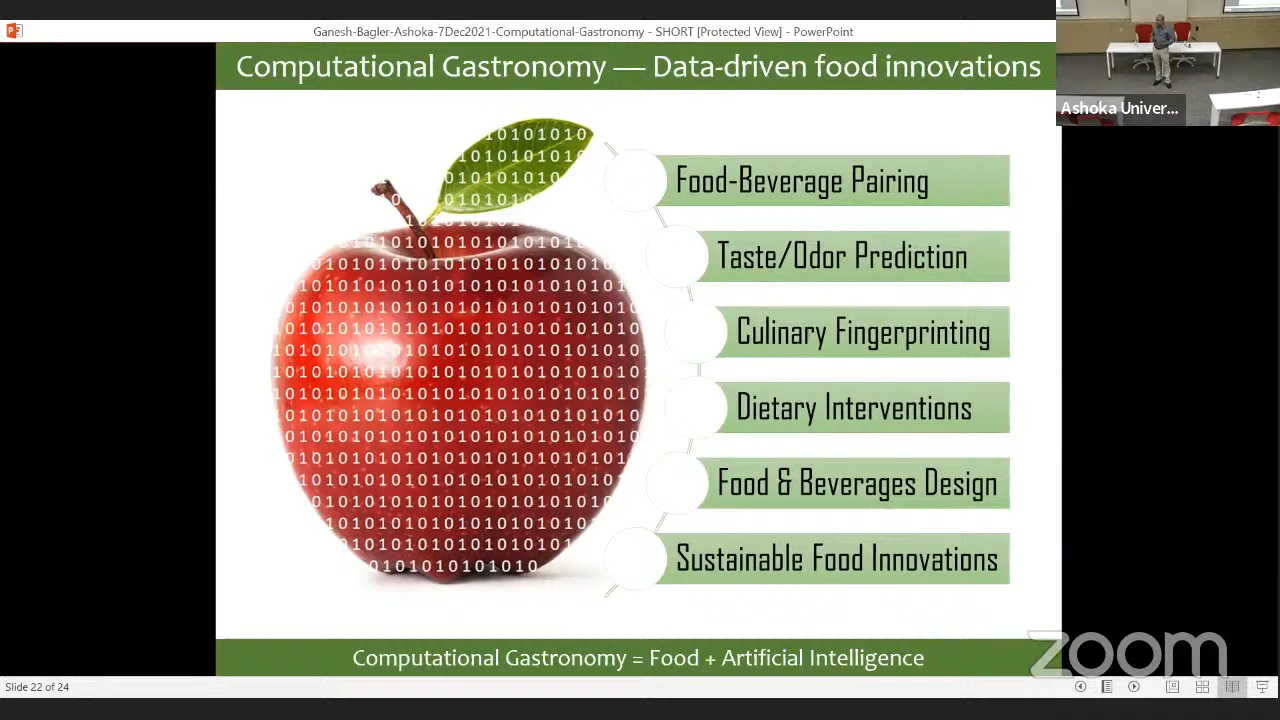 Ganesh-Bagler-Ashoka-7Dec2021-Computational-Gastronomy - SHORT [Protected View] - PowerPoint
Computational Gastronomy — Data-driven food innovations
Ashoka Univer...
Food-Beverage Pairing
Taste/Odor Prediction
Culinary Fingerprinting
Dietary Interventions
Food & Beverages Design
Sustainable Food Innovations
Computational Gastronomy = Food + Artificial Intelligence
zoom
Slide 22 of 24